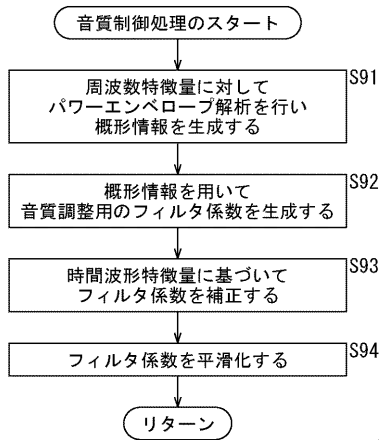 音質制御処理のスタート
S91
周波数特徴量に対して
パワーエンベロープ解析を行い
概形情報を生成する
S92
概形情報を用いて
音質調整用のフィルタ係数を生成する
S93
時間波形特徴量に基づいて
フィルタ係数を補正する
S94
フィルタ係数を平滑化する
リターン